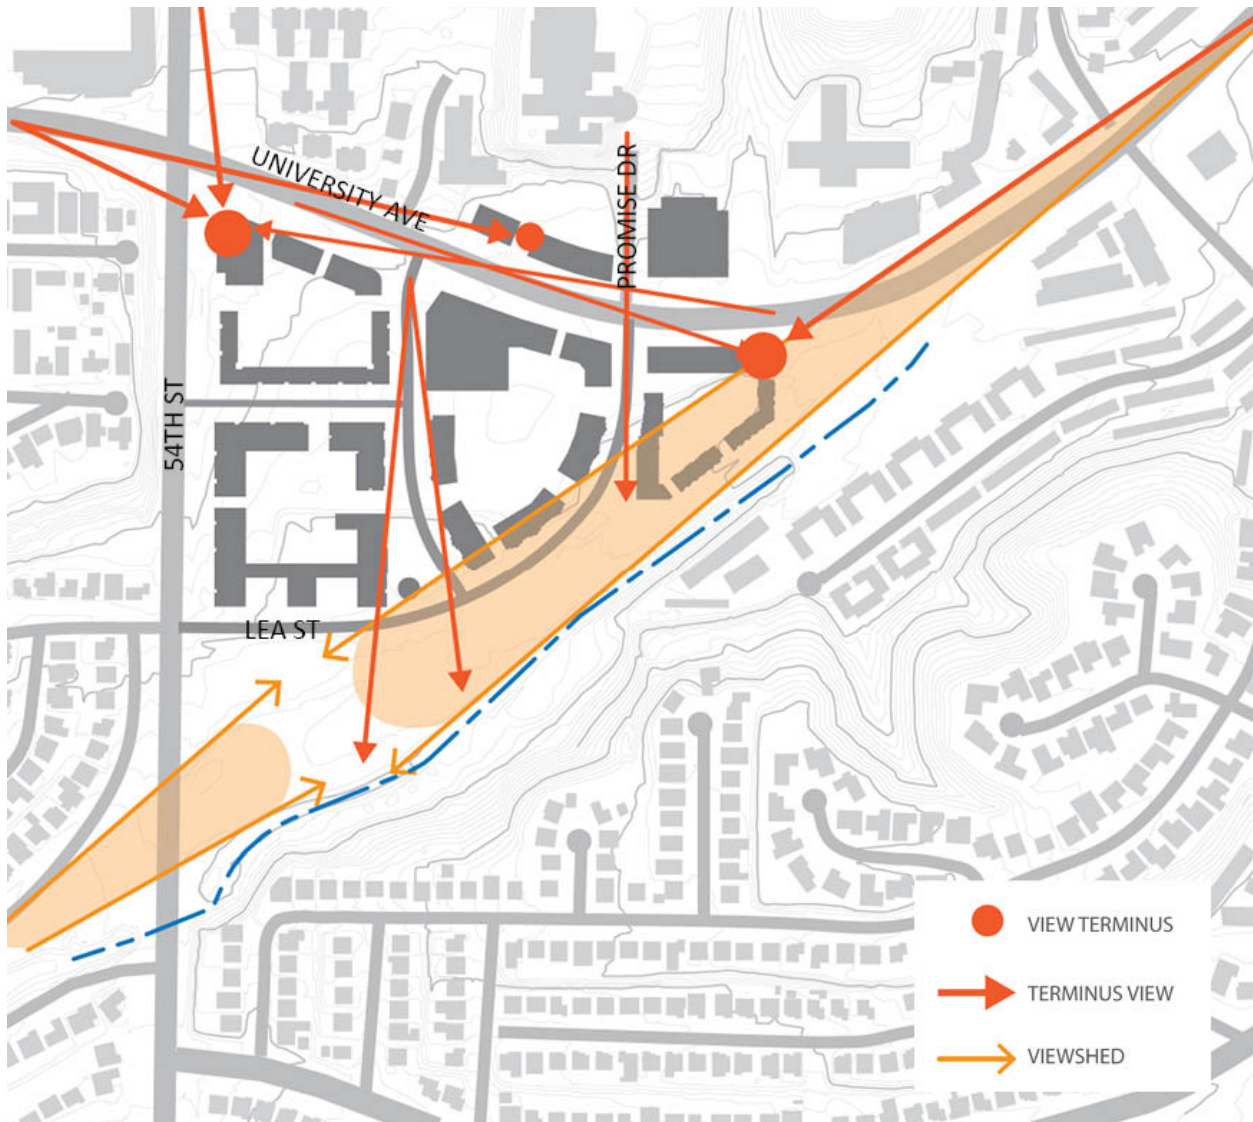 UNIVERSITY AVE
PROMISE DR
54TH ST
LEA ST
VIEW TERMINUS
TERMINUS VIEW
VIEWSHED